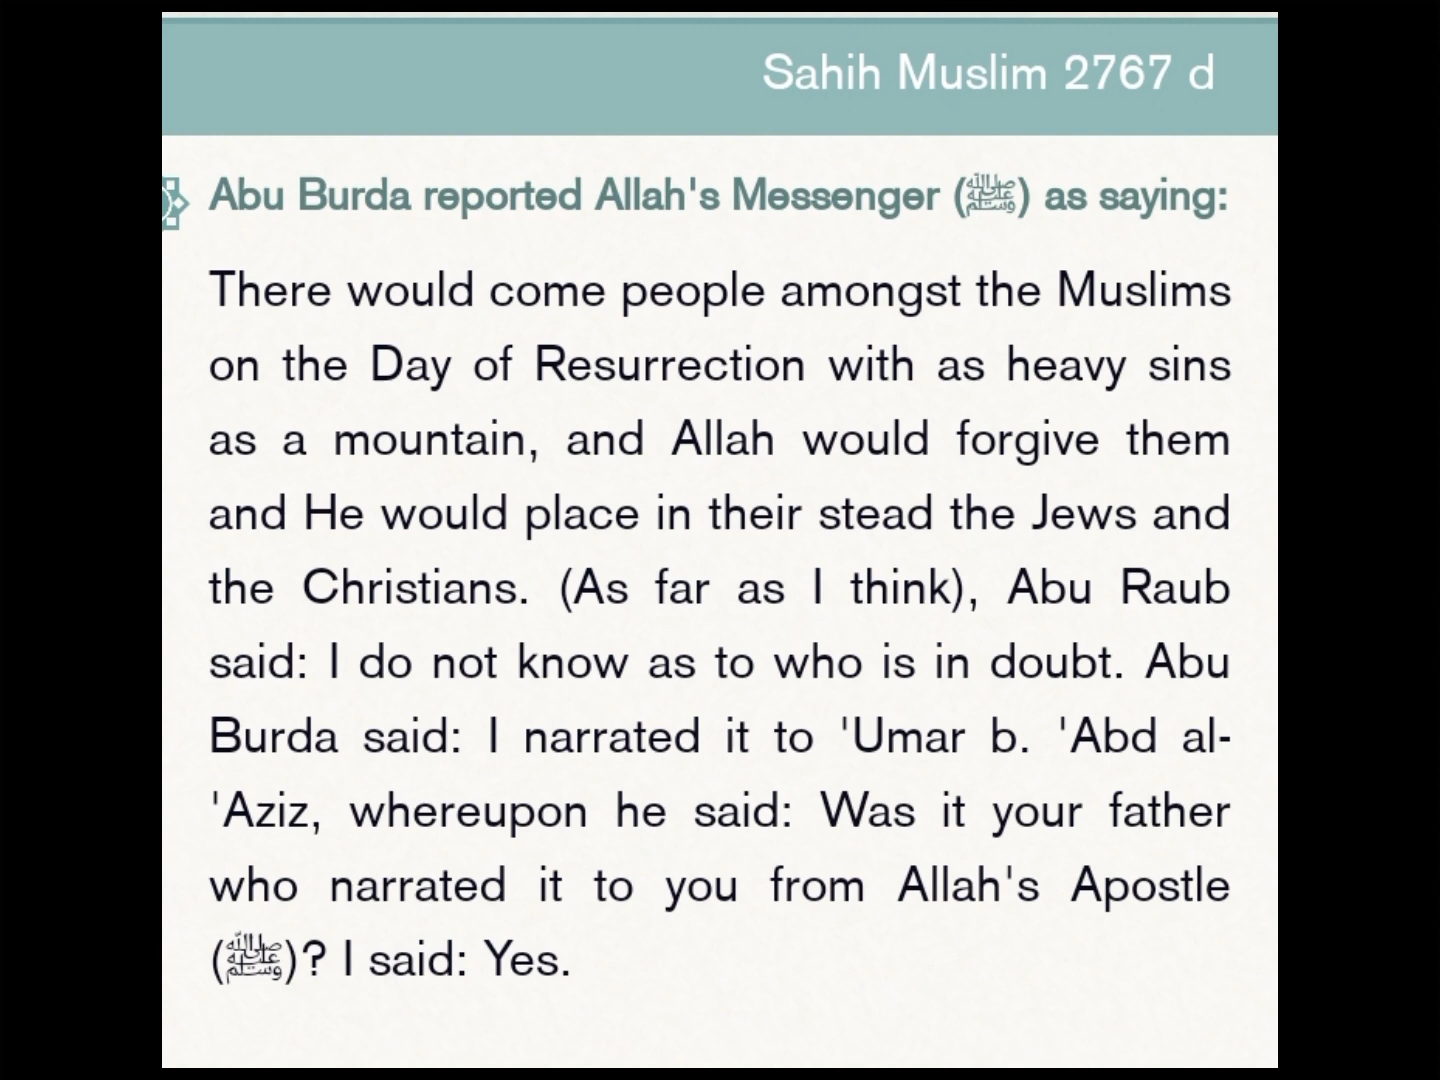 Sahih Muslim 2767 d
Abu Burda reported Allah's Messenger (ﷺ) as saying:
There would come people amongst the Muslims
on the Day of Resurrection with as heavy sins
as a mountain, and Allah would forgive them
and He would place in their stead the Jews and
the Christians. (As far as I think), Abu Raub
said: I do not know as to who is in doubt. Abu
Burda said: I narrated it to 'Umar b. 'Abd al-
'Aziz, whereupon he said: Was it your father
who narrated it to you from Allah's Apostle
(ﷺ)? I said: Yes.